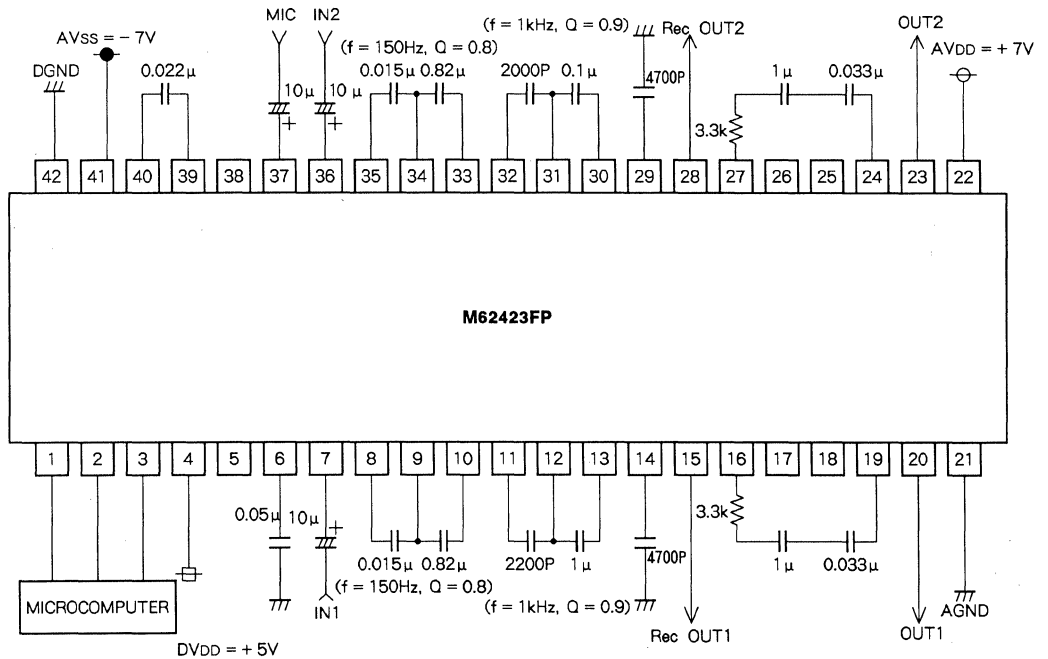 MIC IN2
(f = 1kHz, Q = 0.9) Rec OUT2
OUT2
AVSS = - 7V
(f = 150Hz, Q = 0.8)
AVDD = + 7V
DGND
0.022μ
0.015μ 0.82μ
2000P 0.1μ
4700P
1μ 0.033μ
10μ 10μ
3.3k
42 41 40 39 38 37 36 35 34 33 32 31 30 29 28 27 26 25 24 23 22
M62423FP
1 2 3 4 5 6 7 8 9 10 11 12 13 14 15 16 17 18 19 20 21
0.05μ 10μ
3.3k
0.015μ 0.82μ
2200P 1μ
4700P
1μ 0.033μ
(f = 150Hz, Q = 0.8)
MICROCOMPUTER
IN1
(f = 1kHz, Q = 0.9)
AGND
Rec OUT1
OUT1
DVDD = + 5V